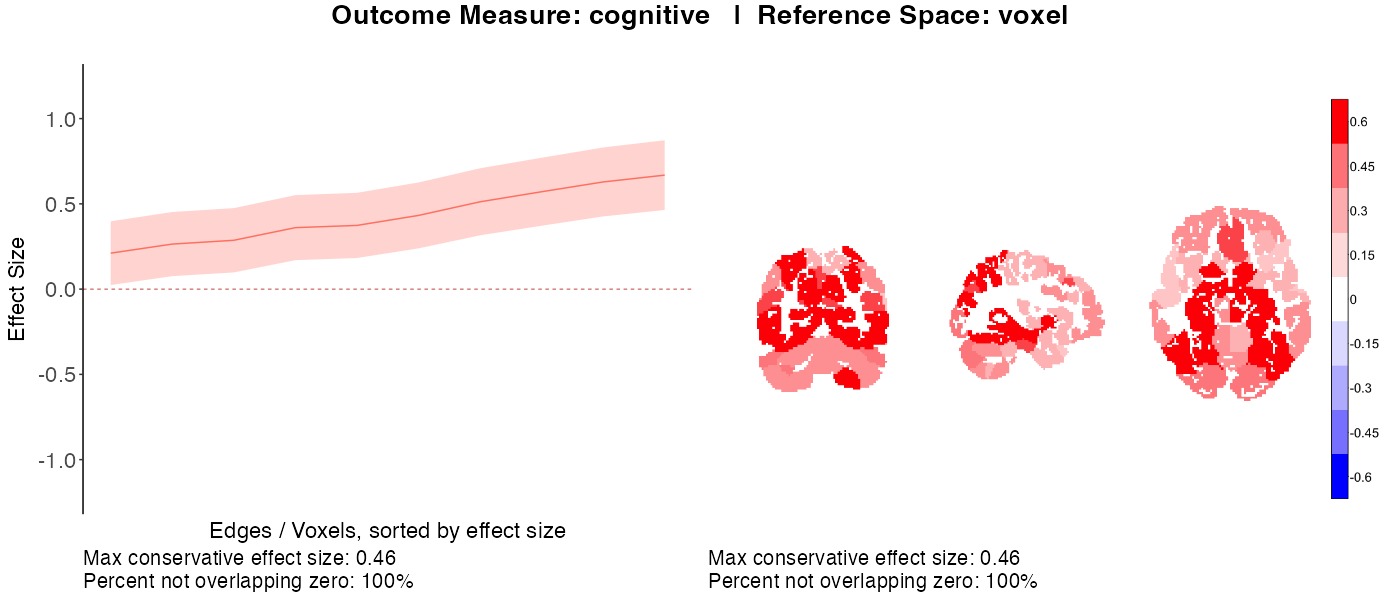 Outcome Measure: cognitive | Reference Space: voxel
1.0
0.5
0.0
-0.5
-1.0
Effect Size
Edges / Voxels, sorted by effect size
Max conservative effect size: 0.46
Percent not overlapping zero: 100%
0.6
0.45
0.3
0.15
0
-0.15
-0.3
-0.45
-0.6
Max conservative effect size: 0.46
Percent not overlapping zero: 100%